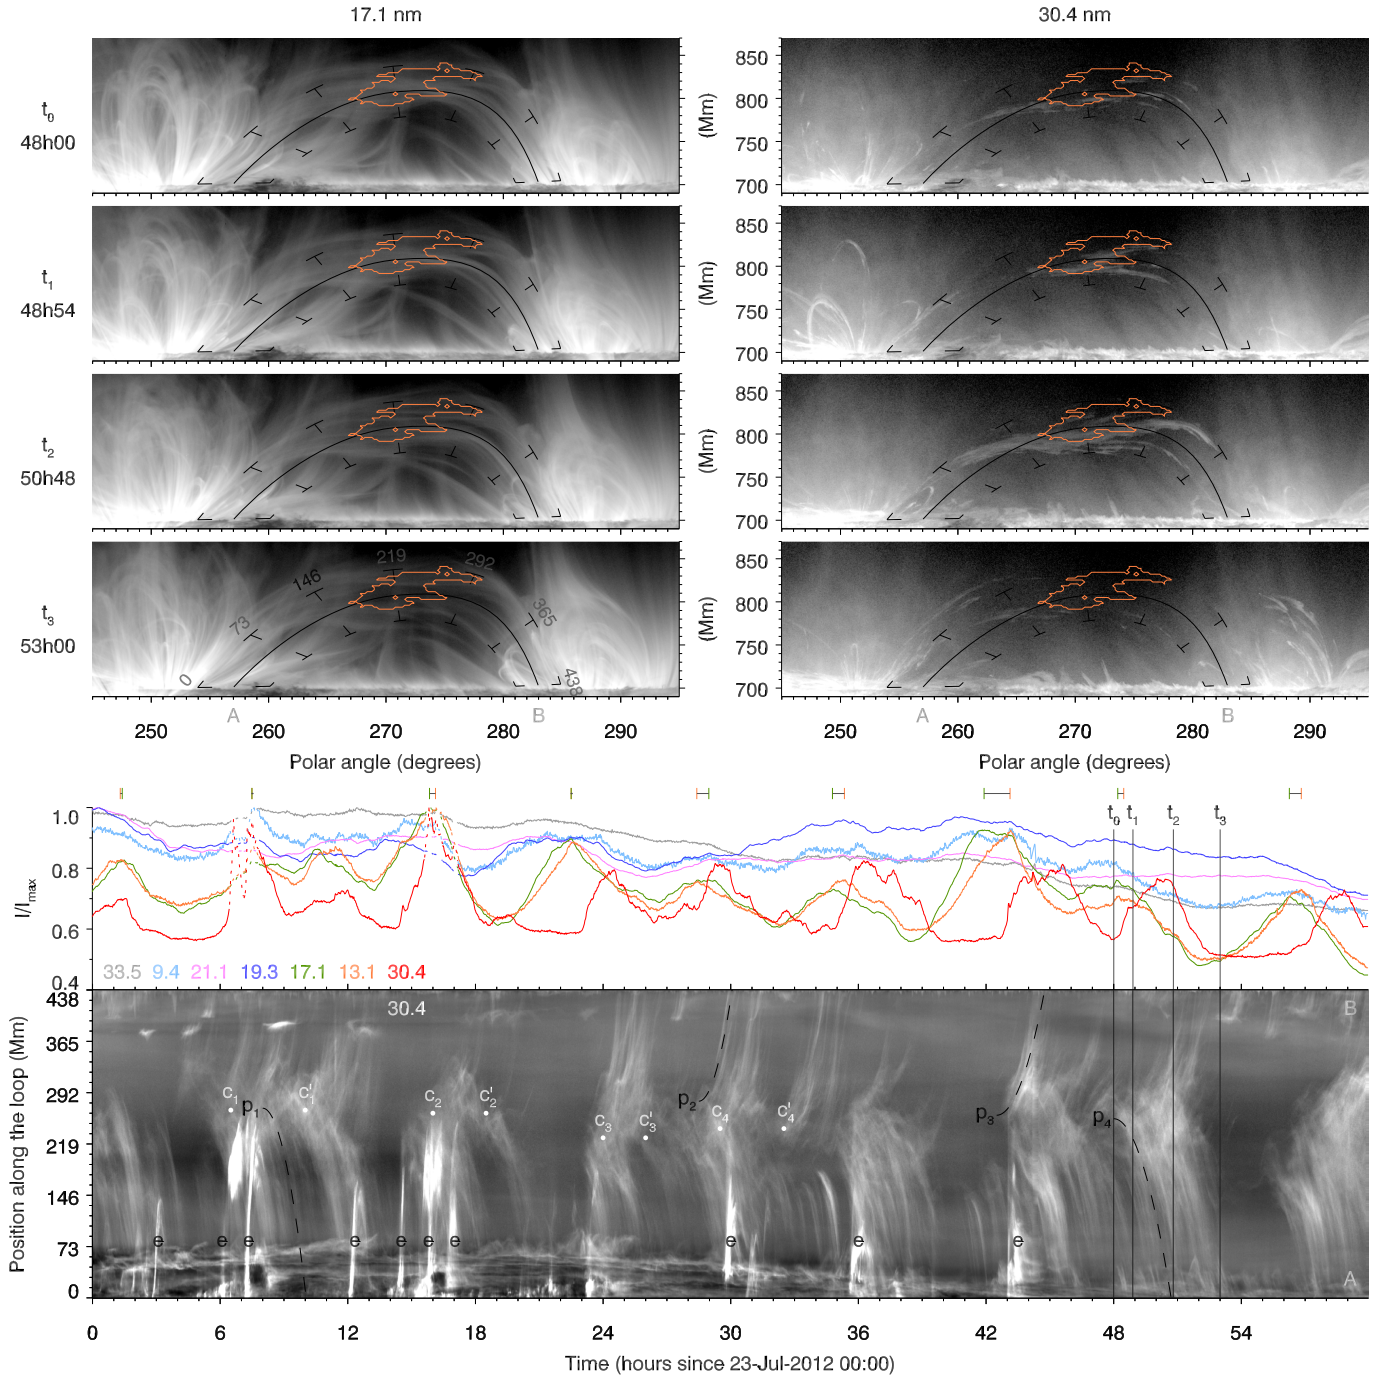 17.1 nm
30.4 nm
t0
48h00
850
800
750
700
(Mm)
t1
48h54
850
800
750
700
(Mm)
t2
50h48
850
800
750
700
(Mm)
t3
53h00
0
73
146
219
292
365
438
850
800
750
700
(Mm)
250 260 270 280 290
A B
Polar angle (degrees)
250 260 270 280 290
A B
Polar angle (degrees)
t0 t1 t2 t3
1.0
0.8
0.6
0.4
I/Imax
33.5 9.4 21.1 19.3 17.1 13.1 30.4
30.4
B
A
438
365
292
219
146
73
0
Position along the loop (Mm)
c1 p1 c'1 c2 c'2 c3 c'3 p2 c4 c'4 p3 p4
e e e e e e e e e e
0 6 12 18 24 30 36 42 48 54
Time (hours since 23-Jul-2012 00:00)